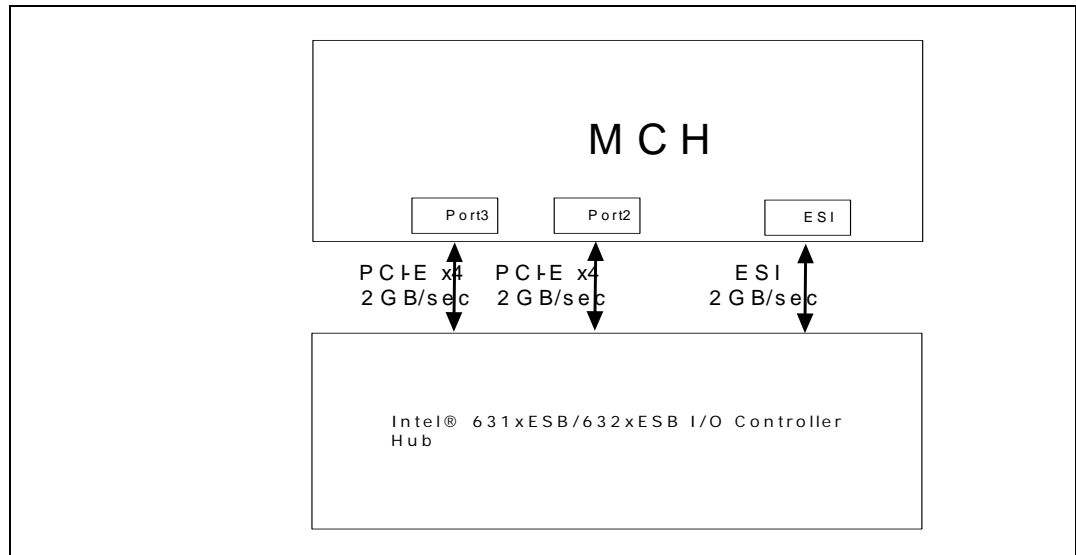 MCH
Port3
Port2
ESI
PCI-E x4
2 GB/sec
PCI-E x4
2 GB/sec
ESI
2 GB/sec
Intel® 631xESB/632xESB I/O Controller
Hub